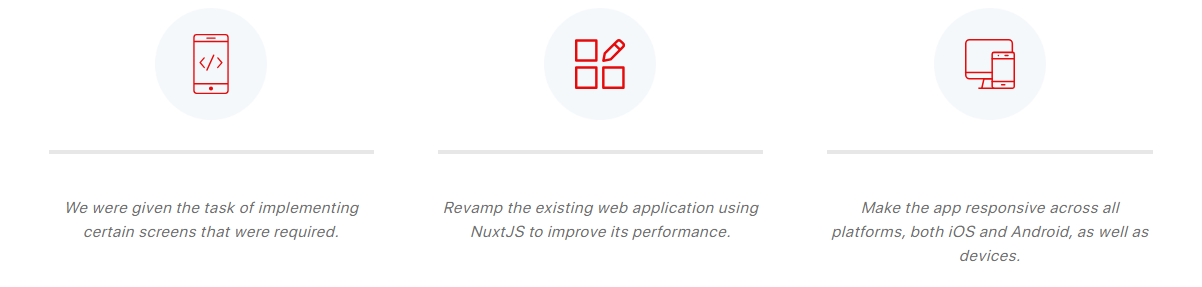 We were given the task of implementing
certain screens that were required.
Revamp the existing web application using
NuxtJS to improve its performance.
Make the app responsive across all
platforms, both iOS and Android, as well as
devices.